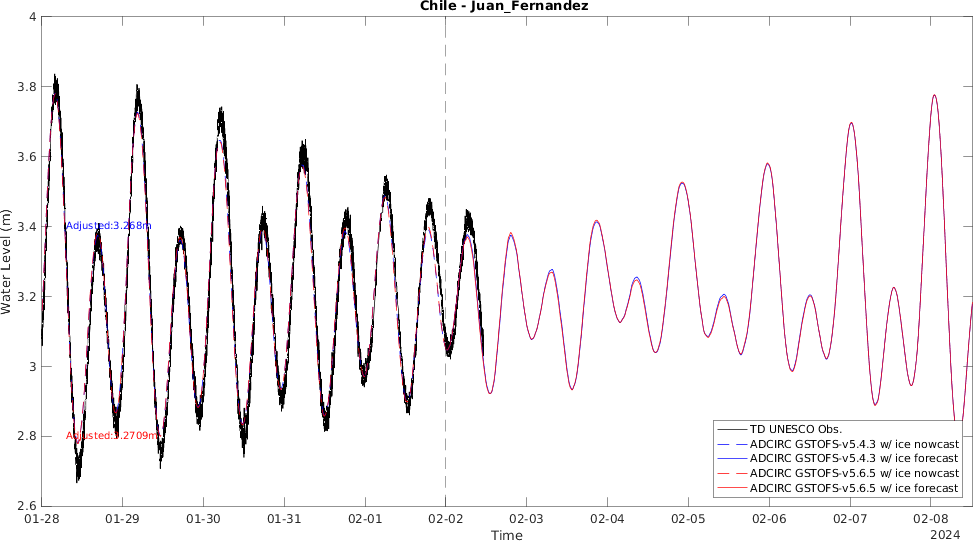 Chile - Juan_Fernandez
Water Level (m)
4
3.8
3.6
3.4
3.2
3
2.8
2.6
Adjusted:3.268m
Adjusted:3.2709m
TD UNESCO Obs.
ADCIRC GSTOFS-v5.4.3 w/ ice nowcast
ADCIRC GSTOFS-v5.4.3 w/ ice forecast
ADCIRC GSTOFS-v5.6.5 w/ ice nowcast
ADCIRC GSTOFS-v5.6.5 w/ ice forecast
01-28 01-29 01-30 01-31 02-01 02-02 02-03 02-04 02-05 02-06 02-07 02-08
Time
2024